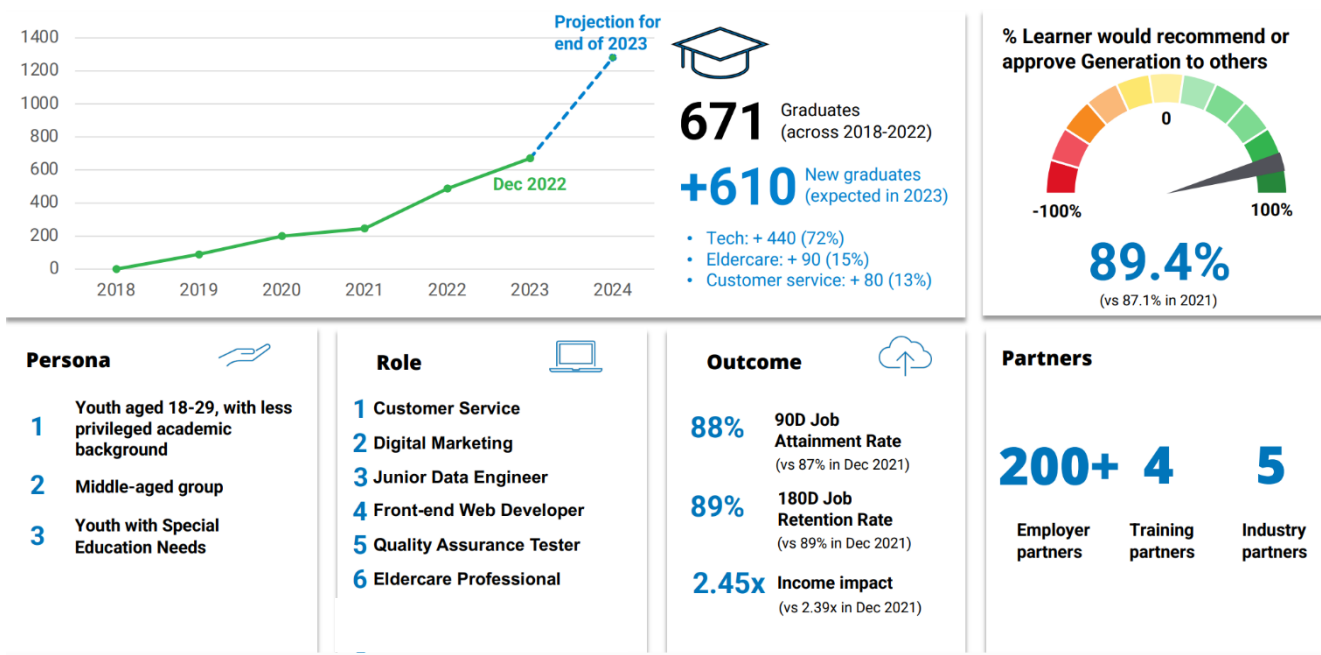 1400
1200
1000
800
600
400
200
0
2018
2019
2020
2021
2022
2023
2024
Projection for
end of 2023
Dec 2022
671
Graduates
(across 2018-2022)
+610
New graduates
(expected in 2023)
• Tech: + 440 (72%)
• Eldercare: + 90 (15%)
• Customer service: + 80 (13%)
% Learner would recommend or
approve Generation to others
0
-100%
100%
89.4%
(vs 87.1% in 2021)
Persona
1
Youth aged 18-29, with less
privileged academic
background
2
Middle-aged group
3
Youth with Special
Education Needs
Role
1 Customer Service
2 Digital Marketing
3 Junior Data Engineer
4 Front-end Web Developer
5 Quality Assurance Tester
6 Eldercare Professional
Outcome
88%
90D Job
Attainment Rate
(vs 87% in Dec 2021)
89%
180D Job
Retention Rate
(vs 89% in Dec 2021)
2.45x
Income impact
(vs 2.39x in Dec 2021)
Partners
200+
Employer
partners
4
Training
partners
5
Industry
partners